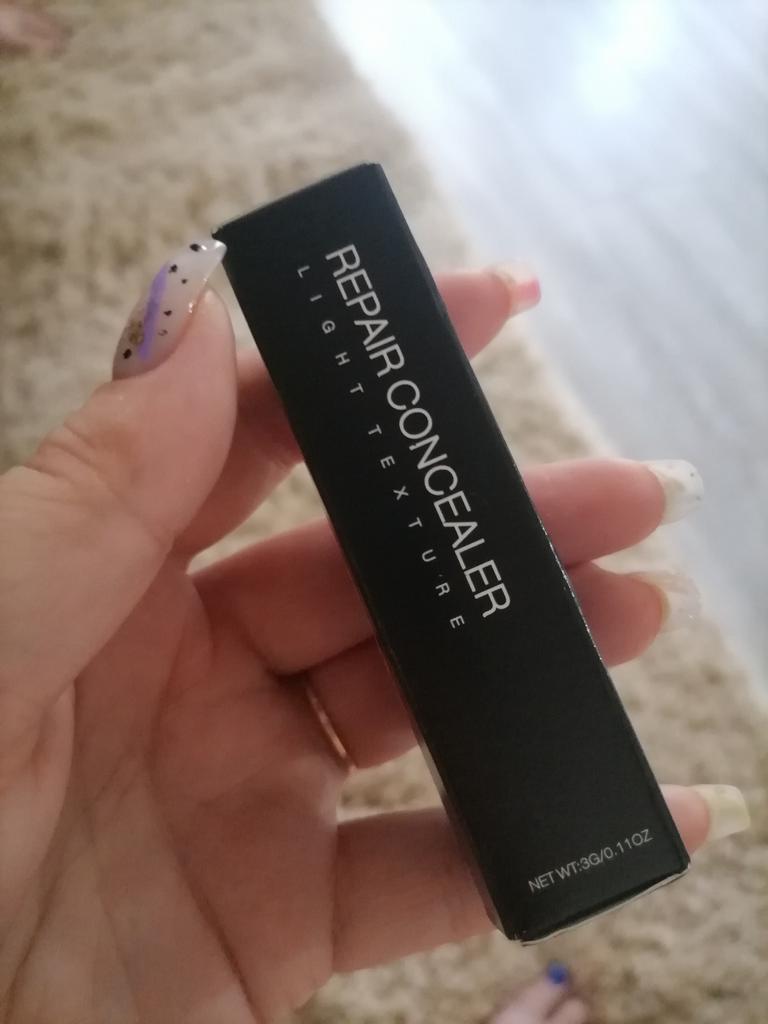 REPAIR CONCEALER
LIGHT TEXTURE
NET WT:3G/0.11OZ